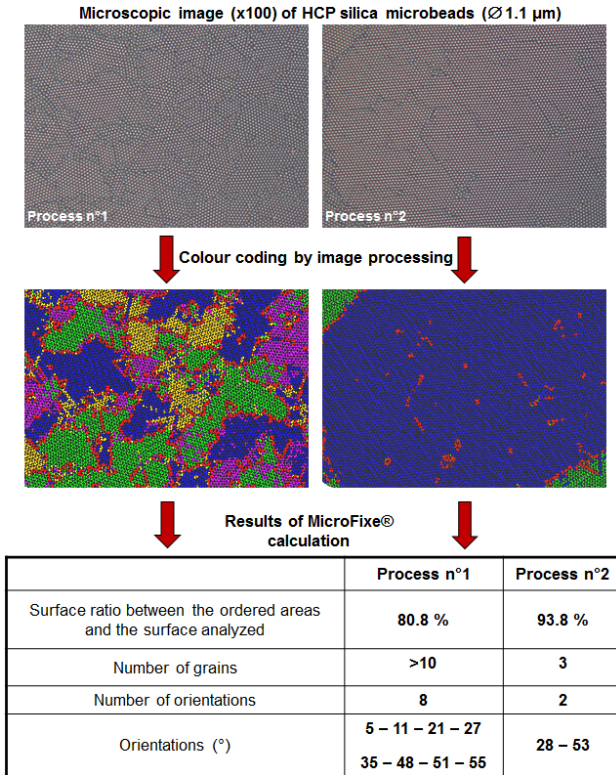 Microscopic image (x100) of HCP silica microbeads (∅ 1.1 µm)
Process n°1
Process n°2
Colour coding by image processing
Results of MicroFixe®
calculation
Process n°1 Process n°2
Surface ratio between the ordered areas
and the surface analyzed
80.8 % 93.8 %
Number of grains >10 3
Number of orientations 8 2
Orientations (°)
5 – 11 – 21 – 27
35 – 48 – 51 – 55
28 – 53